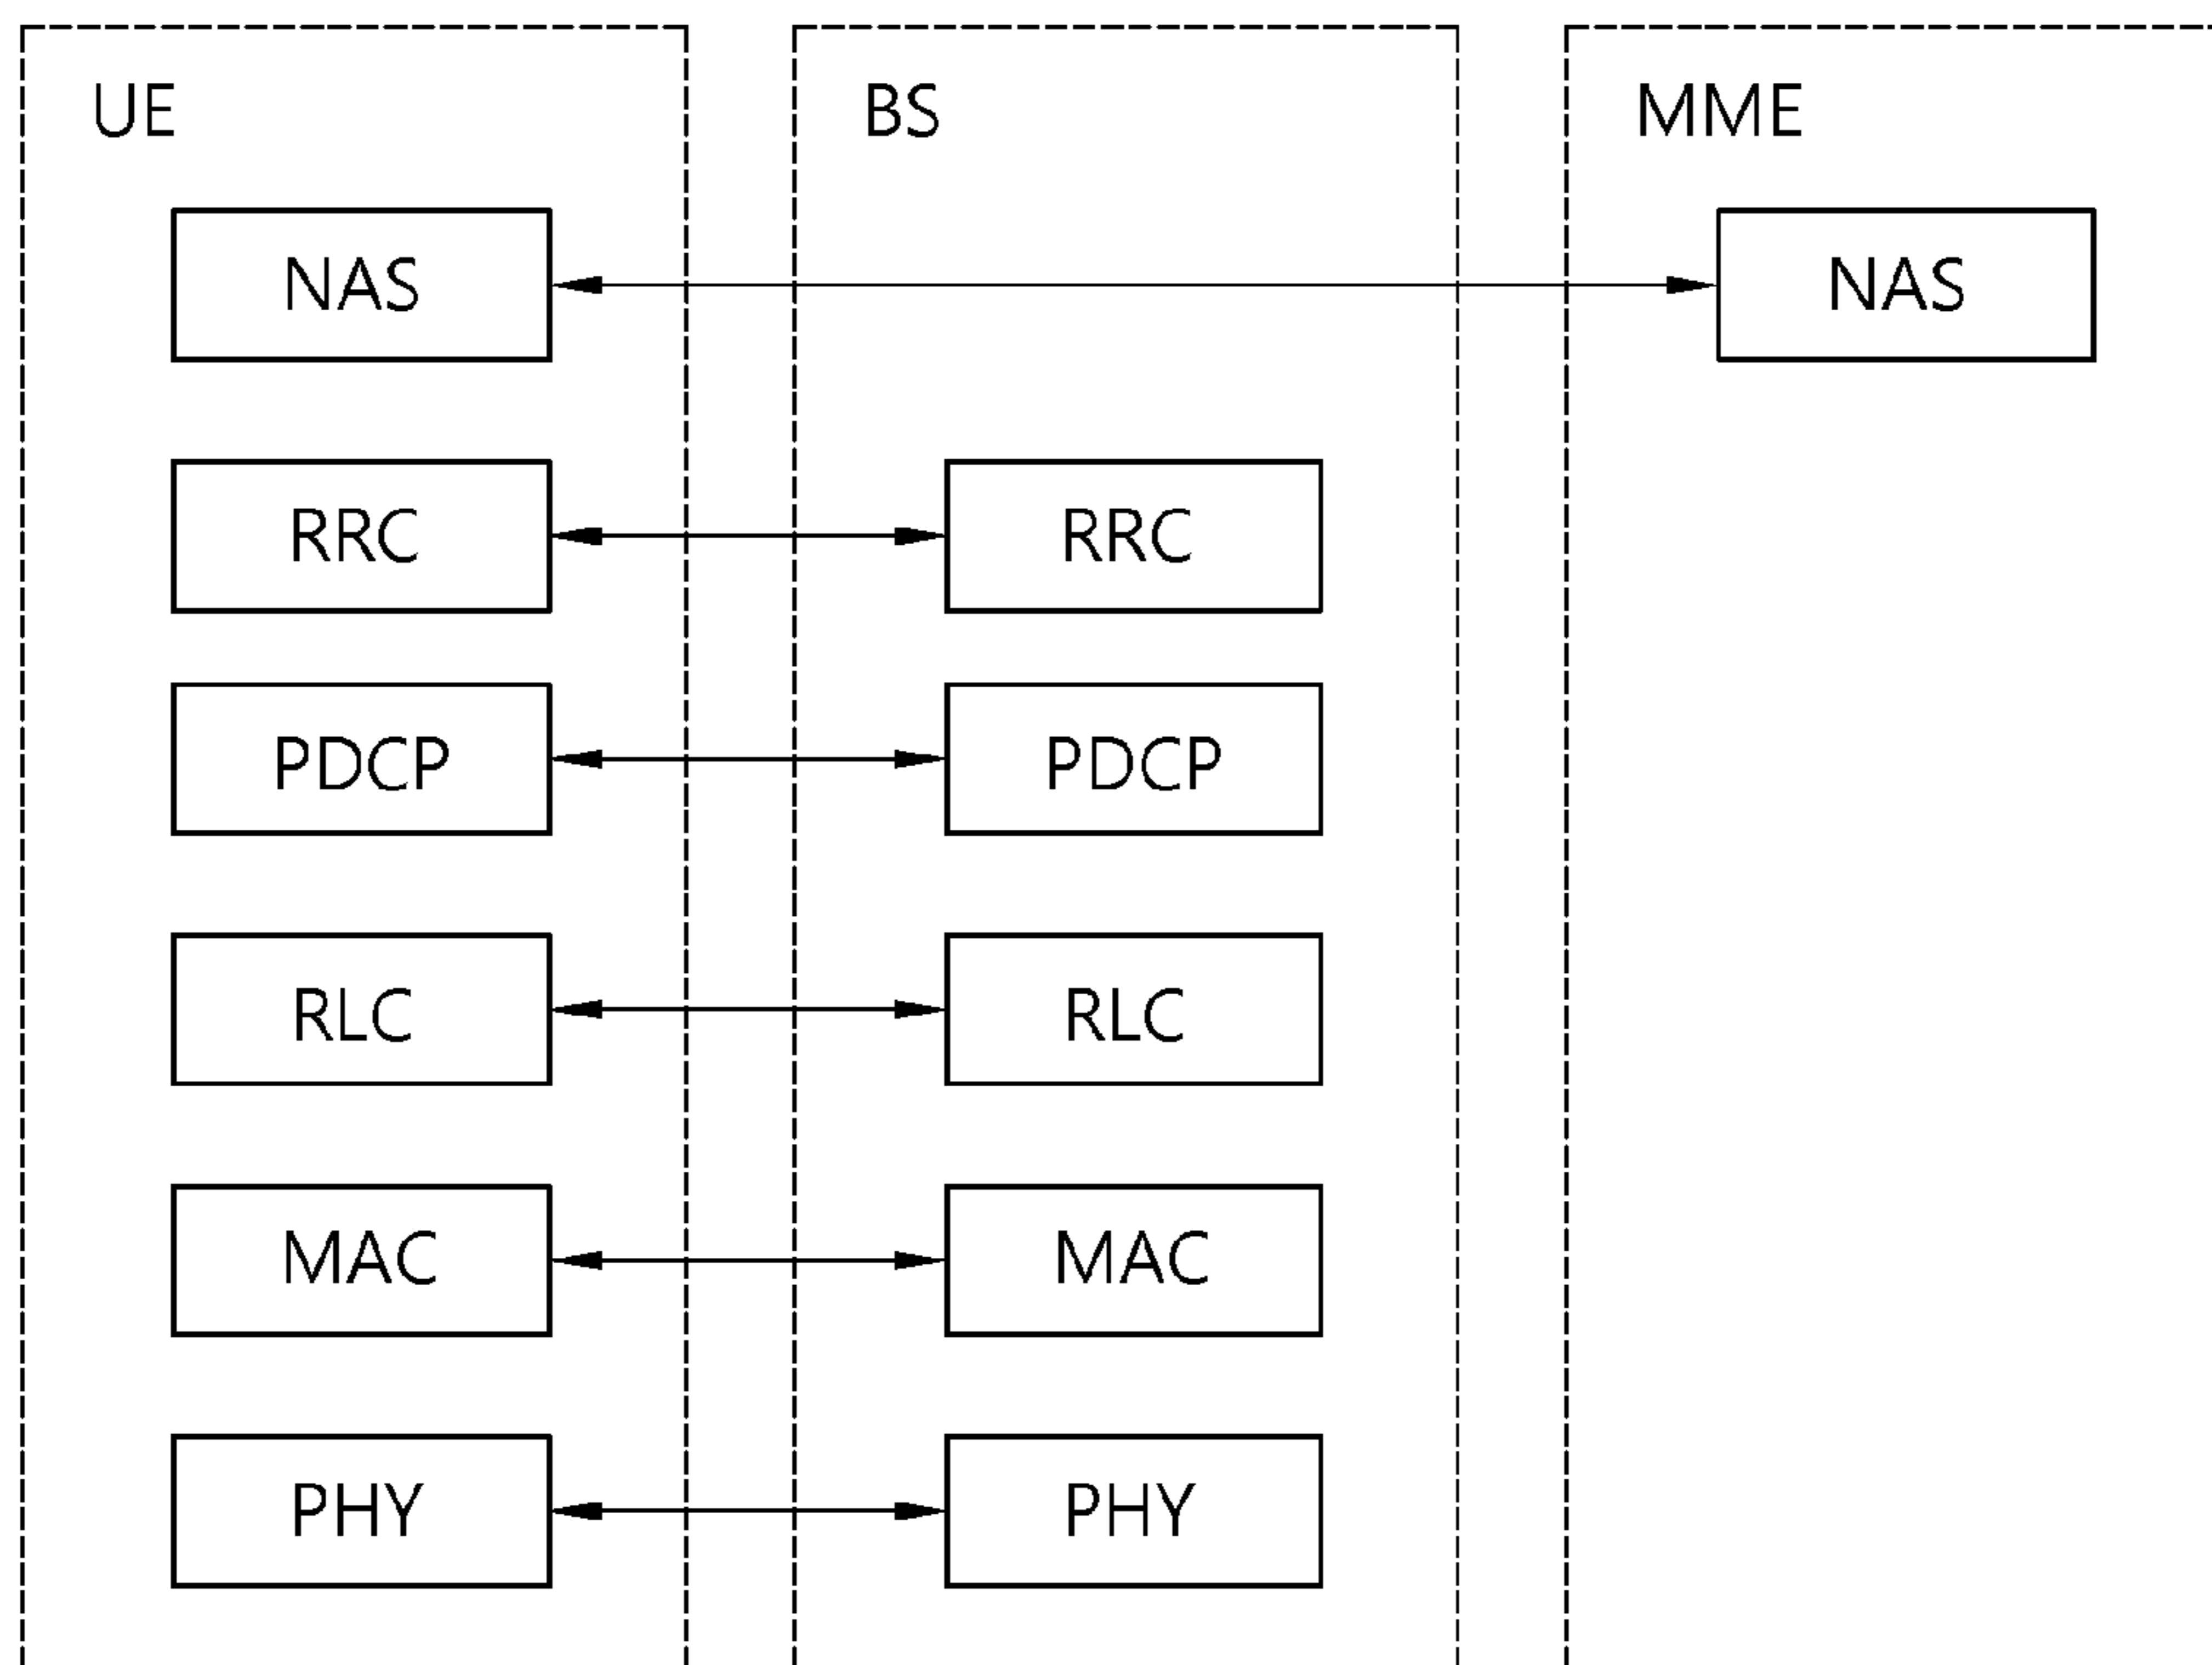 UE BS MME
NAS NAS
RRC RRC
PDCP PDCP
RLC RLC
MAC MAC
PHY PHY